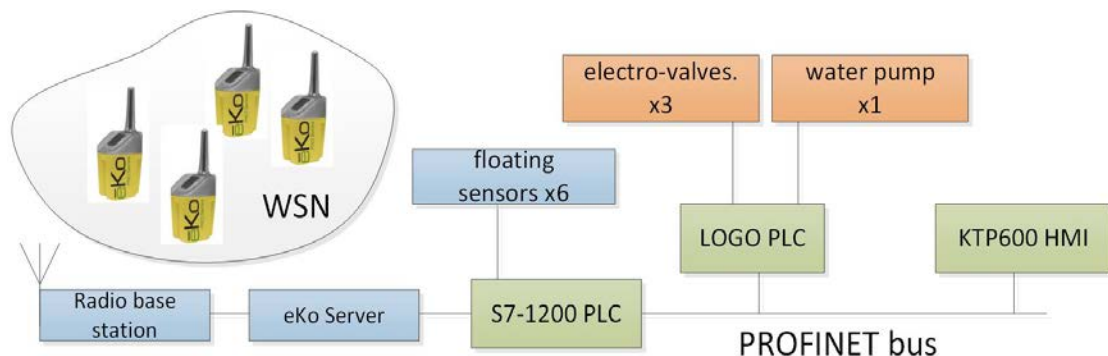 eKo
eKo
eKo
eKo
WSN
electro-valves.
x3
water pump
x1
floating
sensors x6
LOGO PLC
KTP600 HMI
Radio base
station
eKo Server
S7-1200 PLC
PROFINET bus